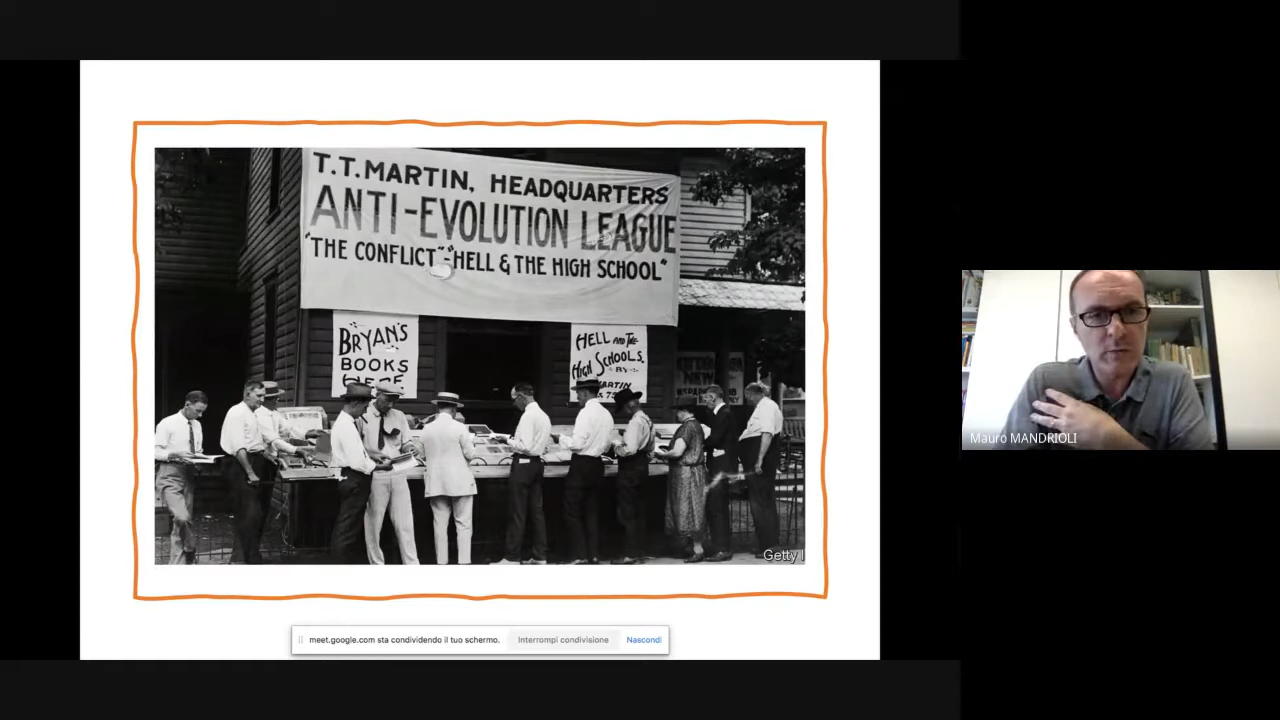 T.T.MARTIN, HEADQUARTERS
ANTI-EVOLUTION LEAGUE
"THE CONFLICT"-"HELL & THE HIGH SCHOOL"
"BRYAN'S
BOOKS
HERE.
HELL AND THE
High SCHOOLS.
- BY -
MARTIN
Getty I
Mauro MANDRIOLI
meet.google.com sta condividendo il tuo schermo. Interrompi condivisione Nascondi